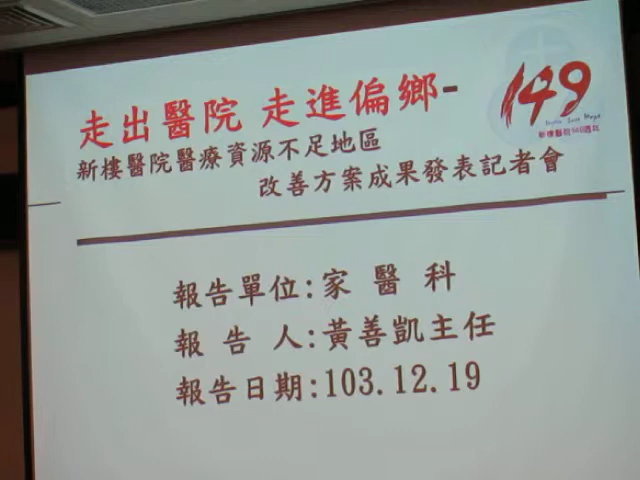 走出醫院 走進偏鄉-
新樓醫院醫療資源不足地區
改善方案成果發表記者會
149
報告單位:家 醫 科
報 告 人:黃善凱主任
報告日期:103.12.19